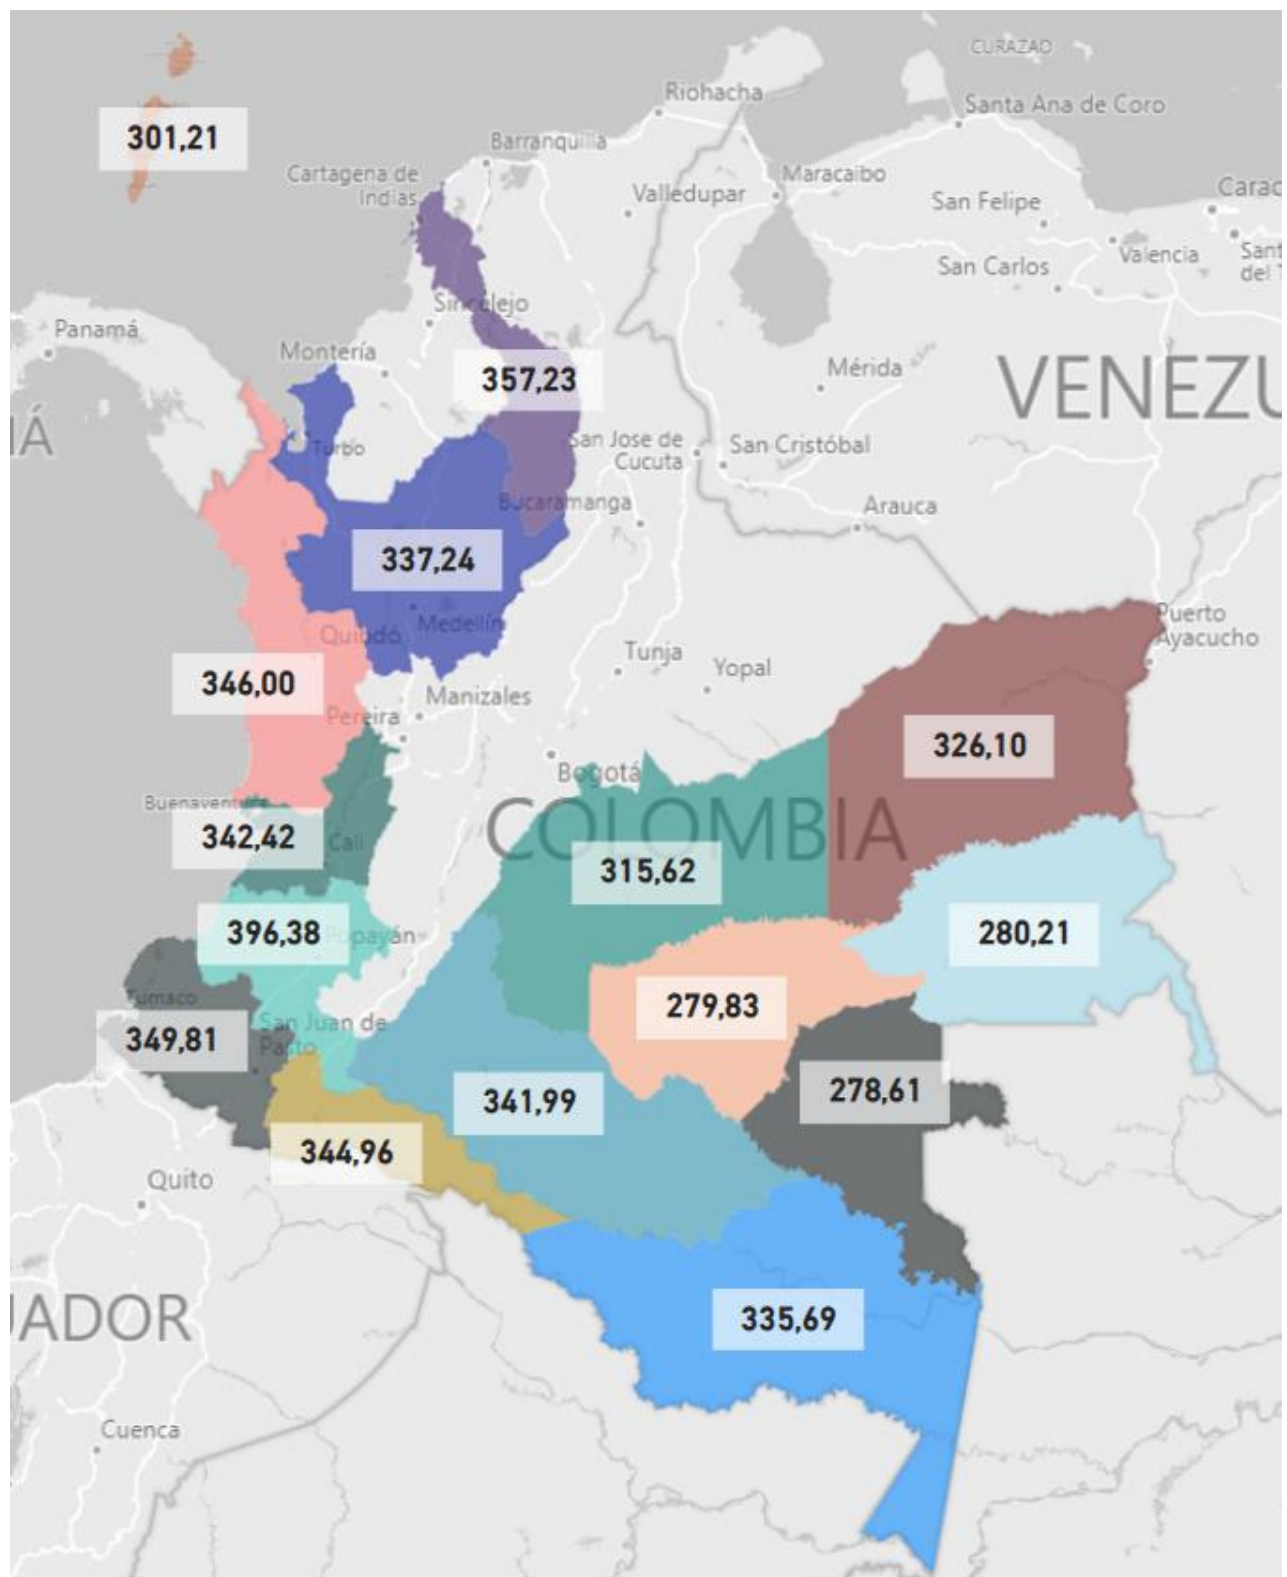 CURAZAO
Riohacha
Santa Ana de Coro
301,21
Barranquilla
Cartagena de
Indias
Maracaibo
Valledupar
Carac
San Felipe
Valencia
Sant
del T
San Carlos
Sincelejo
Panamá
Montería
357,23
Mérida
VENEZU
Á
Turbo
San Jose de
Cucuta
San Cristóbal
Bucaramanga
Arauca
337,24
Medellín
Quibdó
Puerto
Ayacucho
Tunja
Yopal
346,00
Manizales
Pereira
326,10
Bogotá
Buenaventura
COLOMBIA
342,42
Cali
315,62
396,38
Popayán
280,21
Tumaco
279,83
San Juan de
Pasto
349,81
341,99
278,61
344,96
Quito
UADOR
335,69
Cuenca